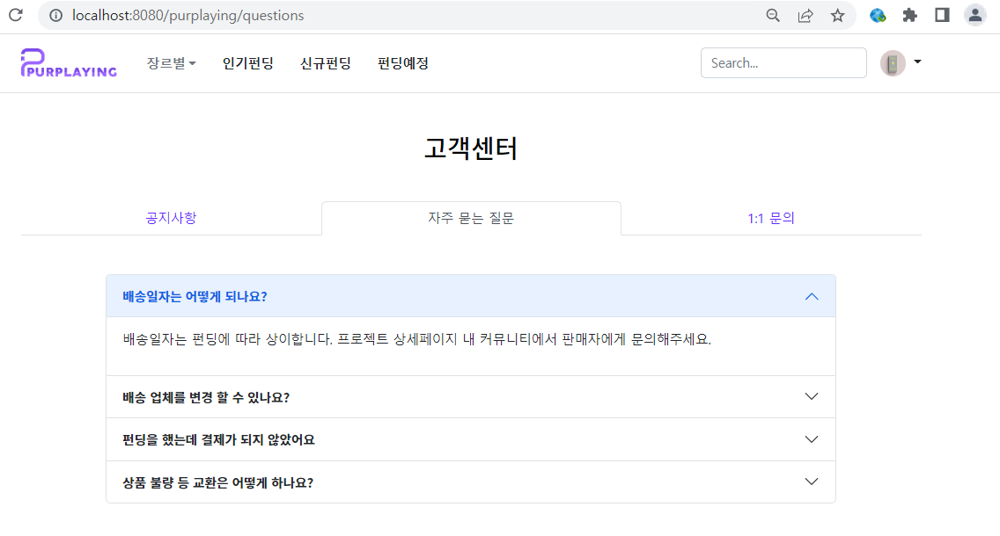 localhost:8080/purplaying/questions
PURPLAYING 장르별 인기펀딩 신규펀딩 펀딩예정 Search...
고객센터
공지사항 자주 묻는 질문 1:1 문의
배송일자는 어떻게 되나요?
배송일자는 펀딩에 따라 상이합니다. 프로젝트 상세페이지 내 커뮤니티에서 판매자에게 문의해주세요.
배송 업체를 변경 할 수 있나요?
펀딩을 했는데 결제가 되지 않았어요
상품 불량 등 교환은 어떻게 하나요?